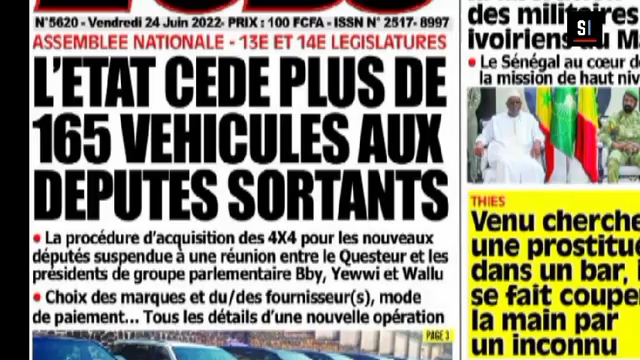 N°5620 - Vendredi 24 Juin 2022- PRIX : 100 FCFA - ISSN N° 2517- 8997
ASSEMBLEE NATIONALE - 13E ET 14E LEGISLATURES
L'ETAT CEDE PLUS DE
165 VEHICULES AUX
DEPUTES SORTANTS
• La procédure d'acquisition des 4X4 pour les nouveaux
députés suspendue à une réunion entre le Questeur et les
présidents de groupe parlementaire Bby, Yewwi et Wallu
• Choix des marques et du/des fournisseur(s), mode
de paiement... Tous les détails d'une nouvelle opération
PAGE 3
des militaires
ivoiriens
• Le Sénégal au cœur de
la mission de haut niv
THIES
Venu cherche
une prostitué
dans un bar, i
se fait coupe
la main par
un inconnu
S